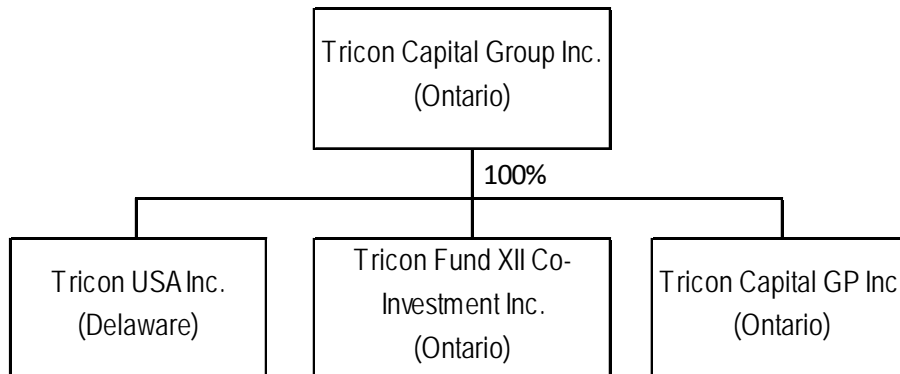 Tricon Capital Group Inc.
(Ontario)
100%
Tricon USA Inc.
(Delaware)
Tricon Fund XII Co-
Investment Inc.
(Ontario)
Tricon Capital GP Inc
(Ontario)